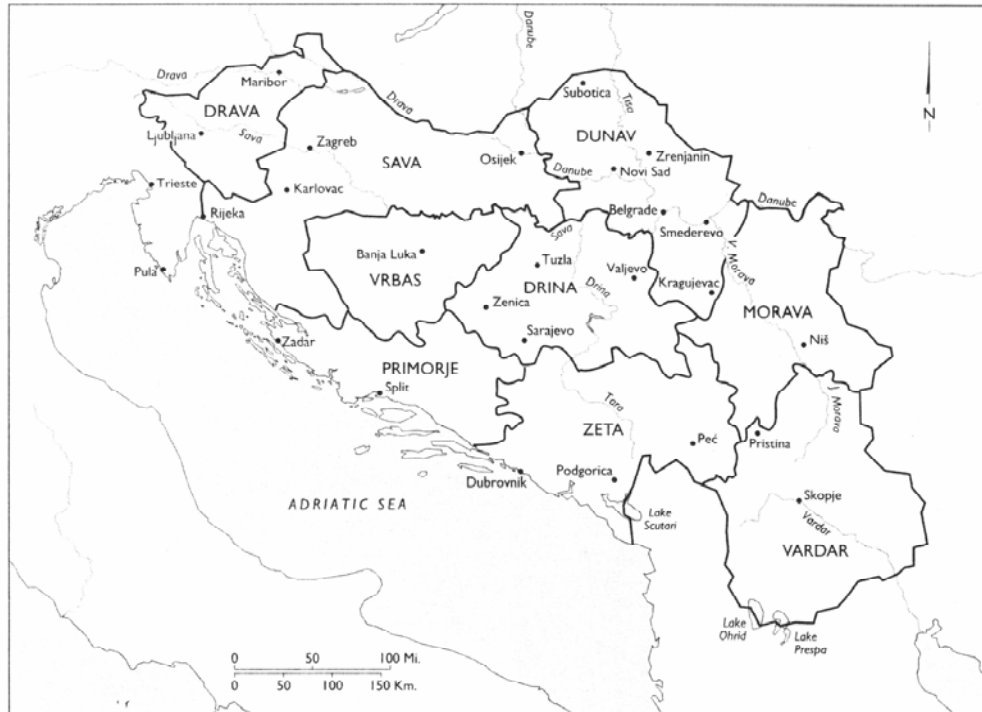 Danube
Drava
Maribor
Drava
Subotica
Tisa
N
DRAVA
DUNAV
Ljubljana
Sava
Zagreb
SAVA
Osijek
Zrenjanin
Danube
Novi Sad
Trieste
Karlovac
Danube
Rijeka
Belgrade
Smederevo
Sava
Banja Luka
Tuzla
Valjevo
V. Morava
Pula
VRBAS
DRINA
Drina
Kragujevac
Zenica
MORAVA
Zadar
Sarajevo
Niš
PRIMORJE
Split
Tara
J. Morava
ZETA
Peć
Pristina
Dubrovnik
Podgorica
ADRIATIC SEA
Skopje
Lake
Scutari
Vardar
VARDAR
Lake
Ohrid
Lake
Prespa
0 50 100 Mi.
0 50 100 150 Km.